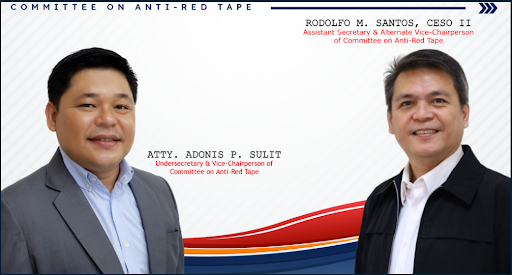 COMMITTEE ON ANTI-RED TAPE
RODOLFO M. SANTOS, CESO II
Assistant Secretary & Alternate Vice-Chairperson
of Committee on Anti-Red Tape
ATTY. ADONIS P. SULIT
Undersecretary & Vice-Chairperson of
Committee on Anti-Red Tape